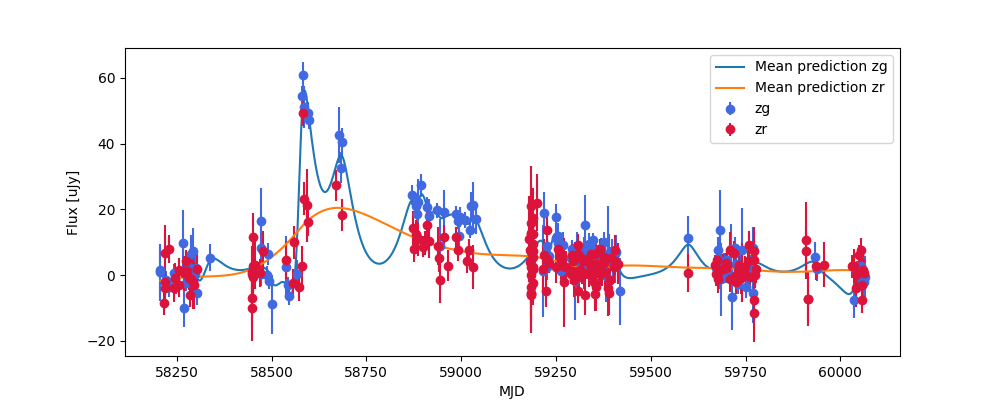 60
40
20
0
−20
Flux [uJy]
58250 58500 58750 59000 59250 59500 59750 60000
MJD
Mean prediction zg
Mean prediction zr
zg
zr